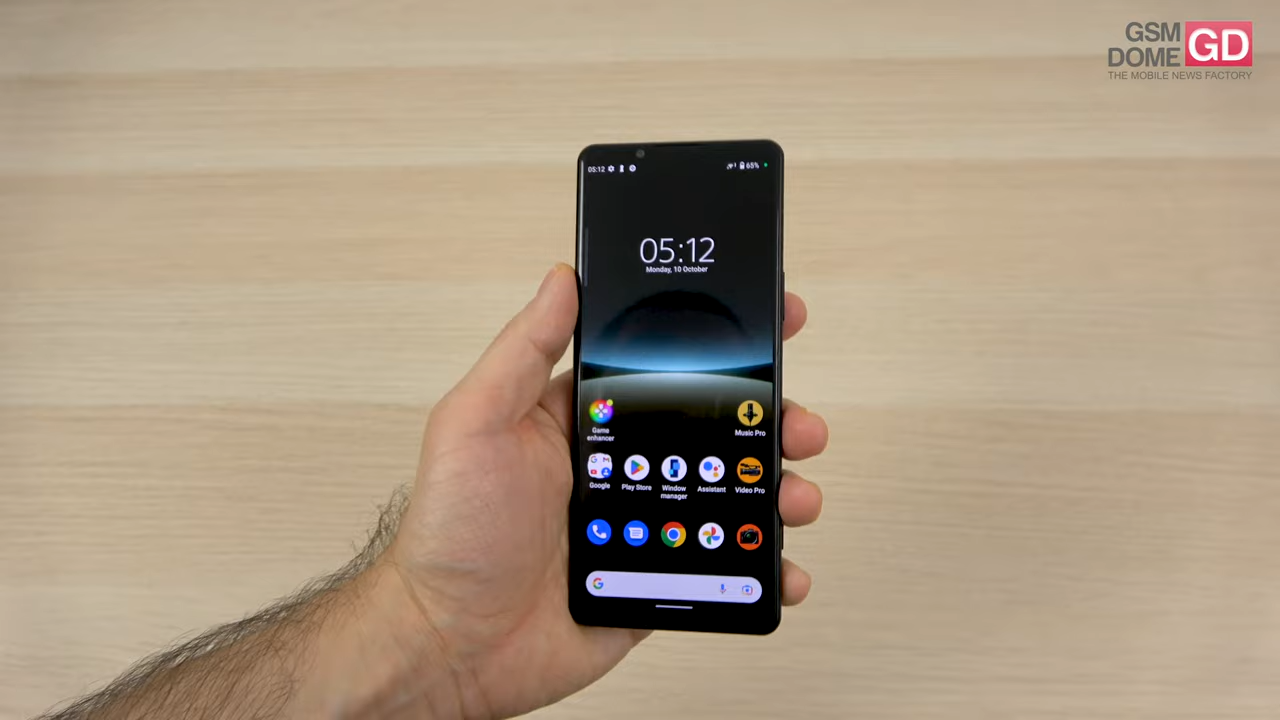 GSM
DOME GD
THE MOBILE NEWS FACTORY
05:12
65%
05:12
Monday, 10 October
Game
enhancer
Music Pro
Google
Play Store
Window
manager
Assistant
Video Pro